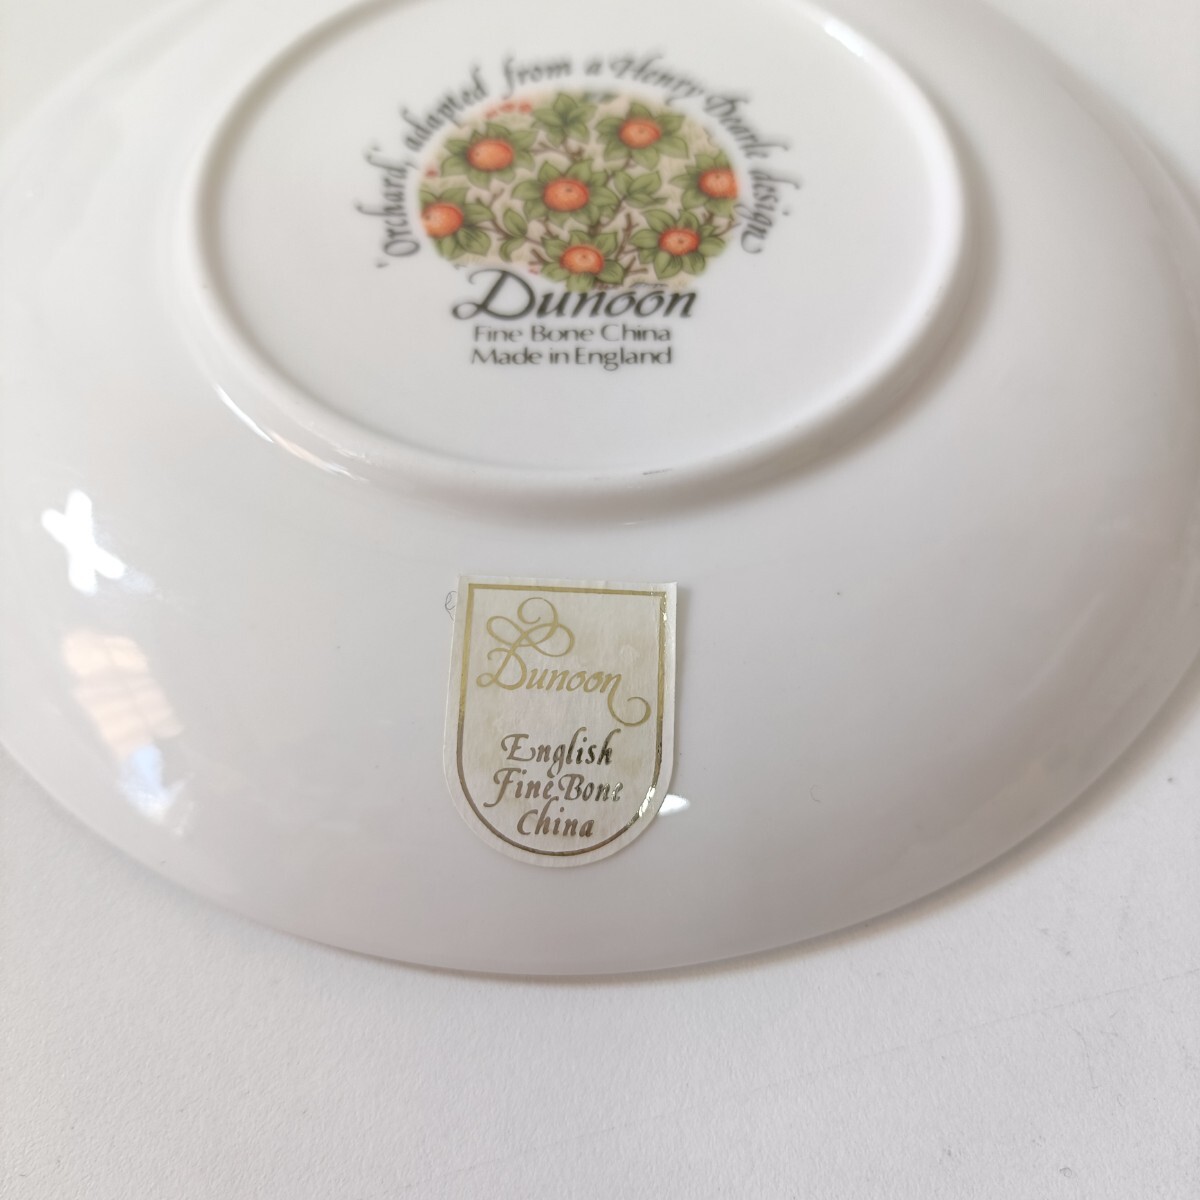 'Orchard,' adapted from a Henry Dearle design
Dunoon
Fine Bone China
Made in England
Dunoon
English
Fine Bone
China